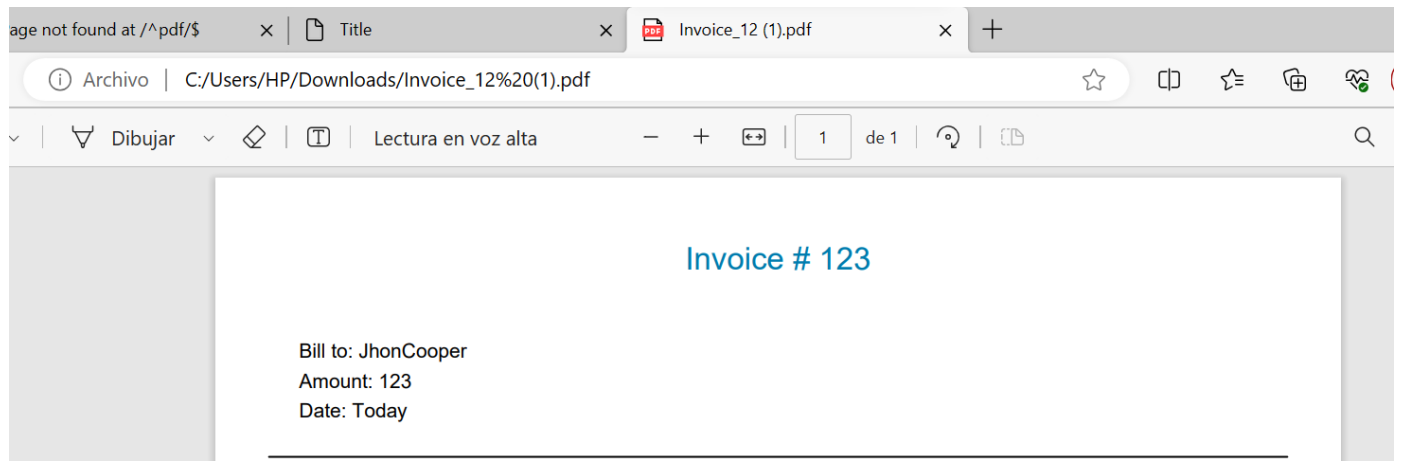 age not found at /^pdf/$
Title
Invoice_12 (1).pdf
Archivo
C:/Users/HP/Downloads/Invoice_12%20(1).pdf
Dibujar
Lectura en voz alta
1
de 1
Invoice # 123
Bill to: JhonCooper
Amount: 123
Date: Today